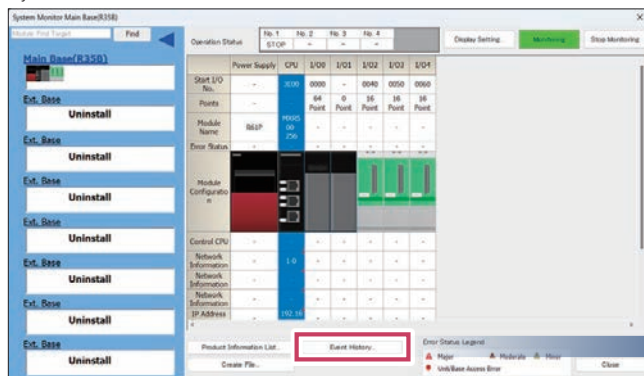 System Monitor Main Base(R35B)
Module Find Target
Find
Operation Status
No. 1 No. 2 No. 3 No. 4
STOP - - -
Display Setting
Monitoring
Stop Monitoring
Main Base(R35B)
Ext. Base
Uninstall
Ext. Base
Uninstall
Ext. Base
Uninstall
Ext. Base
Uninstall
Ext. Base
Uninstall
Ext. Base
Uninstall
Ext. Base
Uninstall
Power Supply CPU I/O0 I/O1 I/O2 I/O3 I/O4
Start I/O No. - 3E00 0000 - 0040 0050 0060
Points - 64 Point 0 Point 16 Point 16 Point 16 Point
Module Name R61P - - - - -
Error Status
Module Configuration
Control CPU - - - - - -
Network Information - 1-0 - - - - -
Network Information - - - - - -
Network Information - - - - - -
IP Address - 192.16 - - - - -
Product Information List...
Event History...
Create File...
Error Status Legend
Major Moderate Minor
Unit/Base Access Error
Close